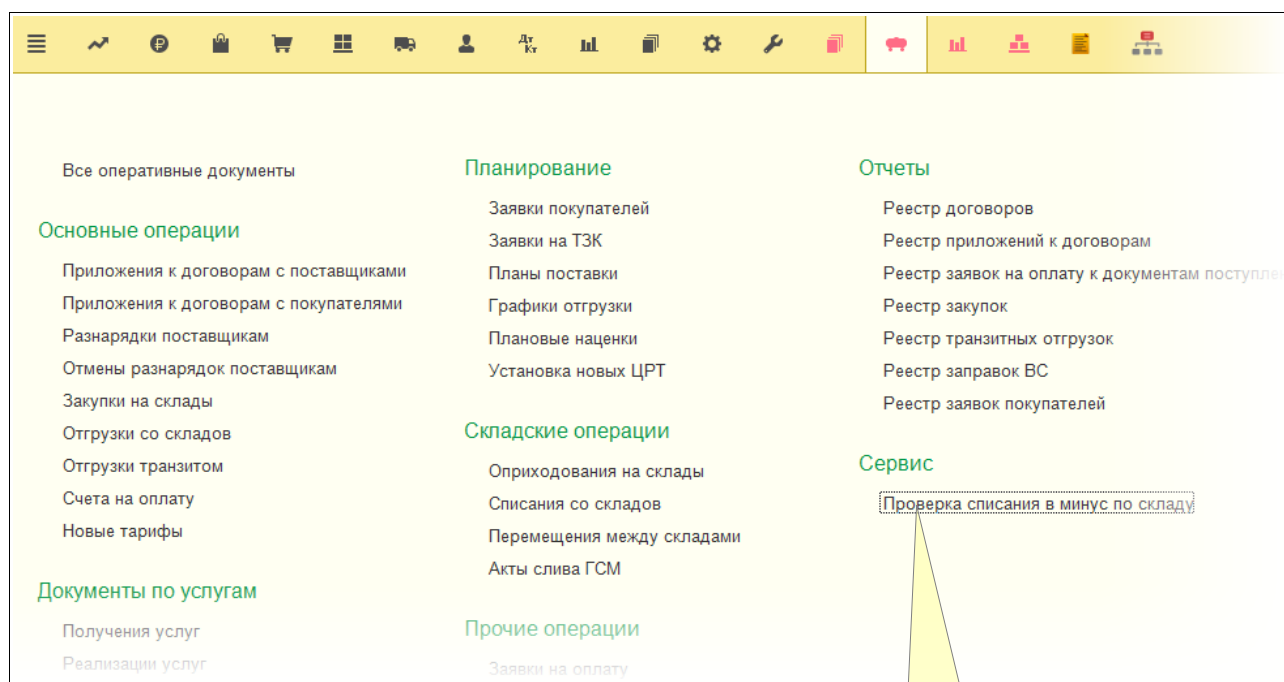 Дт
Кт
Все оперативные документы
Основные операции
Приложения к договорам с поставщиками
Приложения к договорам с покупателями
Разнарядки поставщикам
Отмены разнарядок поставщикам
Закупки на склады
Отгрузки со складов
Отгрузки транзитом
Счета на оплату
Новые тарифы
Документы по услугам
Получения услуг
Реализации услуг
Планирование
Заявки покупателей
Заявки на ТЗК
Планы поставки
Графики отгрузки
Плановые наценки
Установка новых ЦРТ
Складские операции
Оприходования на склады
Списания со складов
Перемещения между складами
Акты слива ГСМ
Прочие операции
Заявки на оплату
Отчеты
Реестр договоров
Реестр приложений к договорам
Реестр заявок на оплату к документам поступле
Реестр закупок
Реестр транзитных отгрузок
Реестр заправок ВС
Реестр заявок покупателей
Сервис
Проверка списания в минус по складу